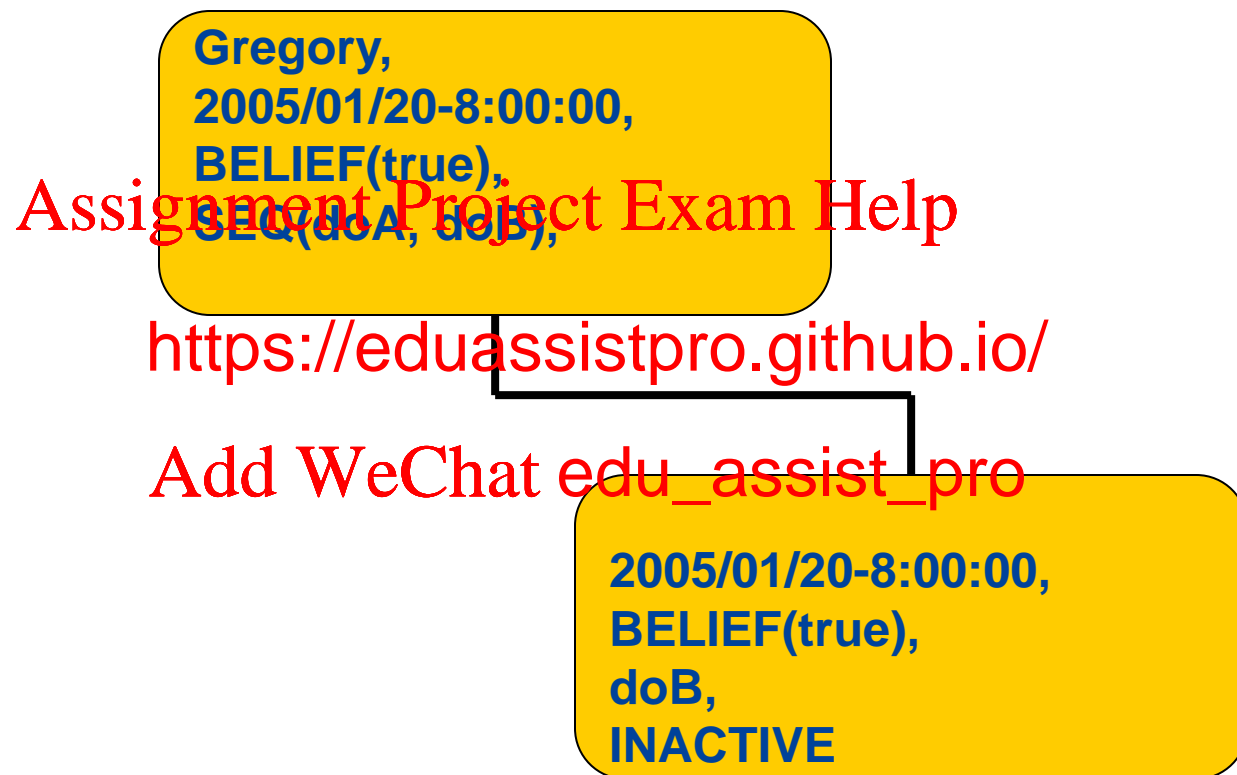 Gregory,
2005/01/20-8:00:00,
BELIEF(true),
Assignment Project Exam Help
SEQ(doA, doB),
https://eduassistpro.github.io/
Add WeChat edu_assist_pro
2005/01/20-8:00:00,
BELIEF(true),
doB,
INACTIVE